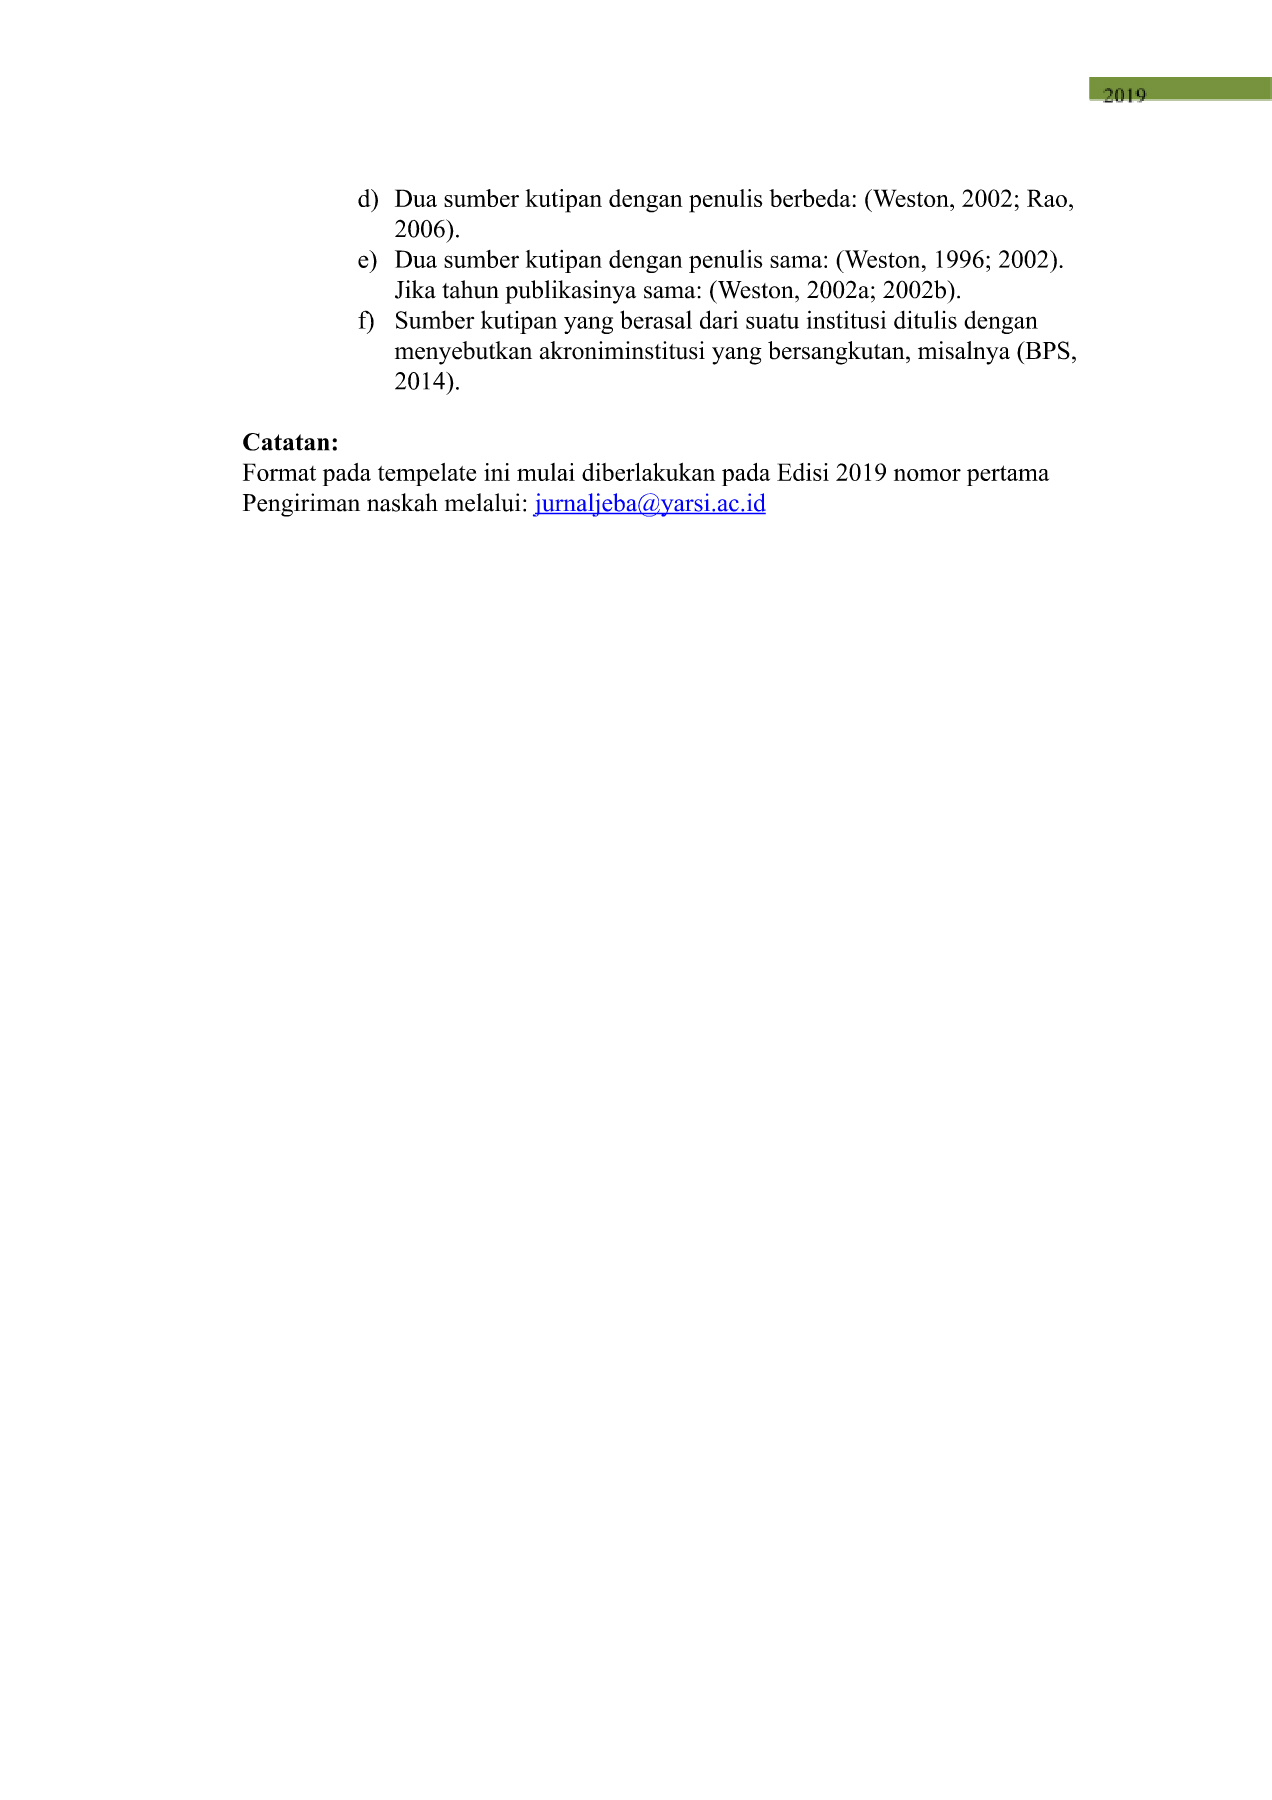 2019
d) Dua sumber kutipan dengan penulis berbeda: (Weston, 2002; Rao,
2006).
e) Dua sumber kutipan dengan penulis sama: (Weston, 1996; 2002).
Jika tahun publikasinya sama: (Weston, 2002a; 2002b).
f) Sumber kutipan yang berasal dari suatu institusi ditulis dengan
menyebutkan akroniminstitusi yang bersangkutan, misalnya (BPS,
2014).
Catatan:
Format pada tempelate ini mulai diberlakukan pada Edisi 2019 nomor pertama
Pengiriman naskah melalui: jurnaljeba@yarsi.ac.id